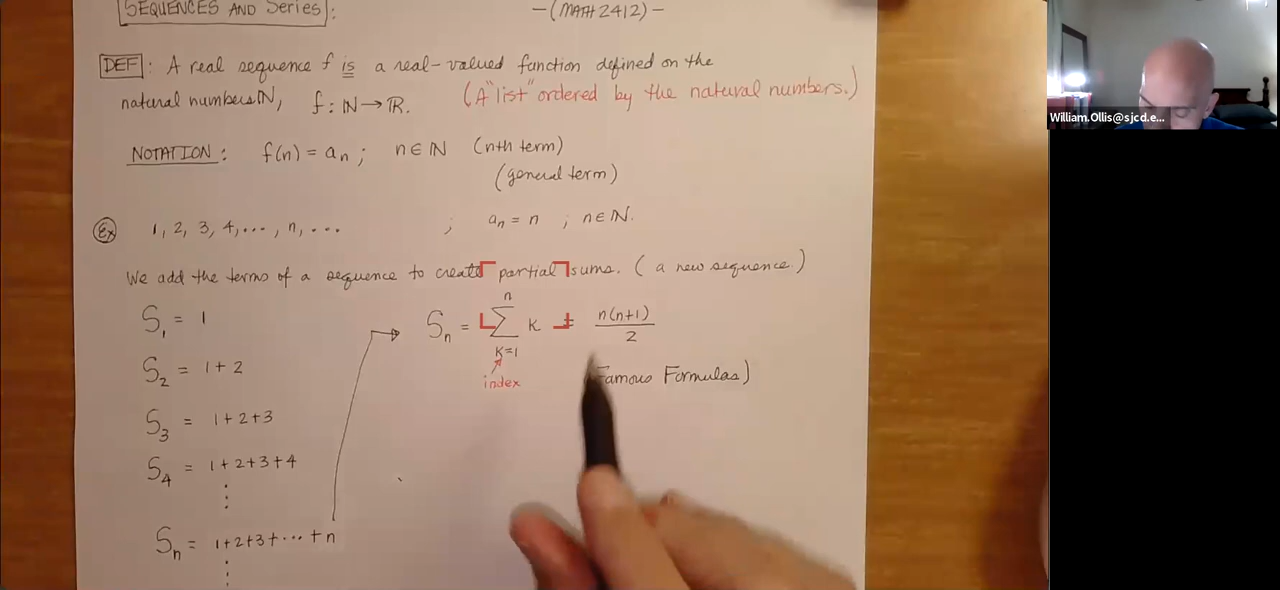 SEQUENCES AND Series:
-(MATH 2412)-
DEF: A real sequence f is a real-valued function defined on the
natural numbers ℕ, f: ℕ→ℝ. (A "list" ordered by the natural numbers.)
NOTATION: f(n) = aₙ; n∈ℕ (nth term)
(general term)
Ex 1, 2, 3, 4,..., n, ... ; aₙ = n ; n∈ℕ.
We add the terms of a sequence to create partial sums. (a new sequence.)
S₁ = 1
S₂ = 1+2
S₃ = 1+2+3
S₄ = 1+2+3+4
⋮
Sₙ = 1+2+3+···+n
⋮
n
Sₙ = Σ K = n(n+1)/2
K=1
index
Famous Formulas)
William.Ollis@sjcd.e...